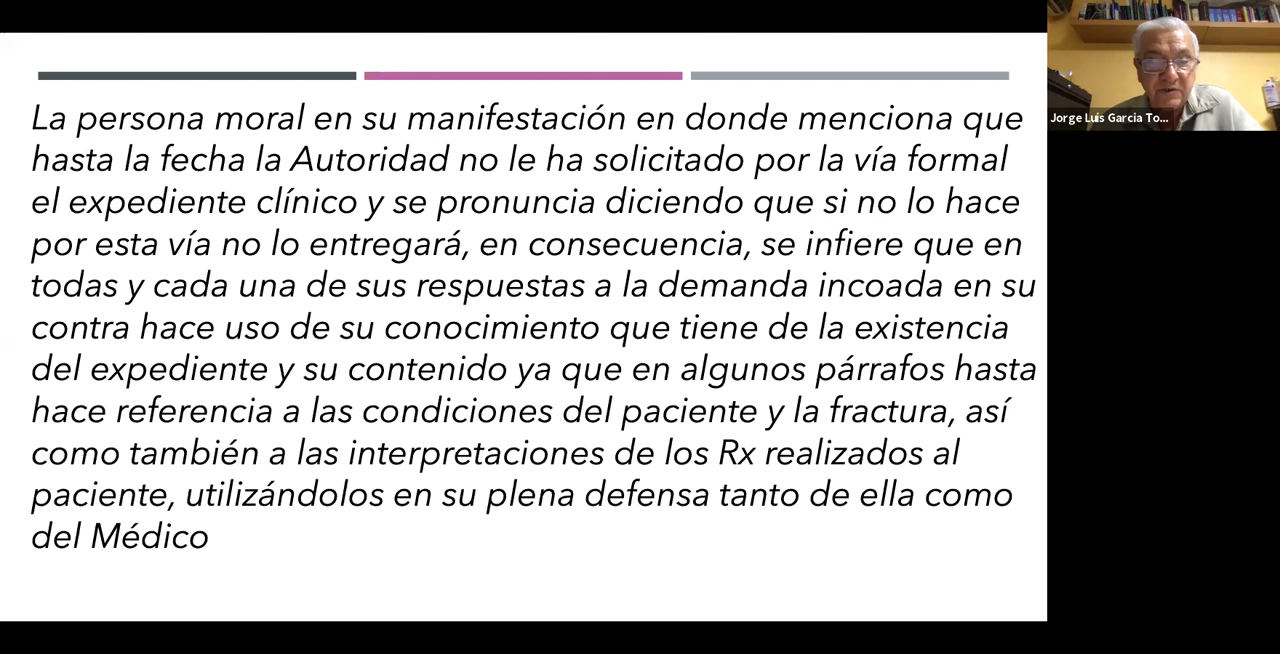 La persona moral en su manifestación en donde menciona que
hasta la fecha la Autoridad no le ha solicitado por la vía formal
el expediente clínico y se pronuncia diciendo que si no lo hace
por esta vía no lo entregará, en consecuencia, se infiere que en
todas y cada una de sus respuestas a la demanda incoada en su
contra hace uso de su conocimiento que tiene de la existencia
del expediente y su contenido ya que en algunos párrafos hasta
hace referencia a las condiciones del paciente y la fractura, así
como también a las interpretaciones de los Rx realizados al
paciente, utilizándolos en su plena defensa tanto de ella como
del Médico
Jorge Luis Garcia To...